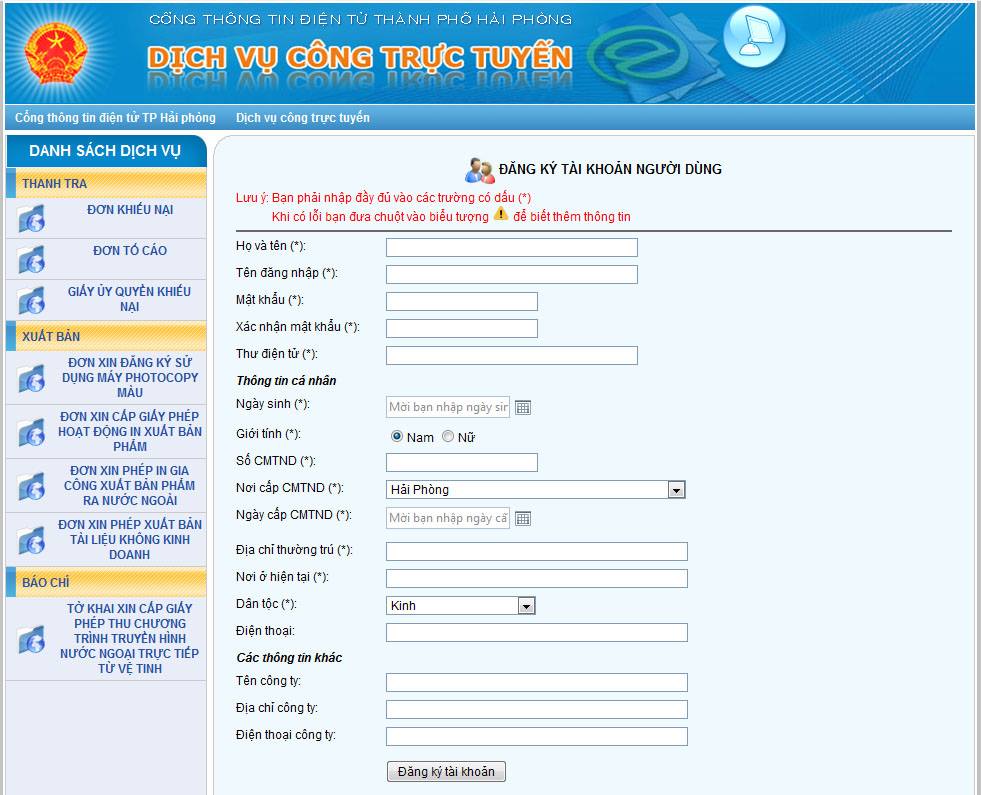 CỔNG THÔNG TIN ĐIỆN TỬ THÀNH PHỐ HẢI PHÒNG
DỊCH VỤ CÔNG TRỰC TUYẾN
Cổng thông tin điện tử TP Hải phòng Dịch vụ công trực tuyến
DANH SÁCH DỊCH VỤ
THANH TRA
ĐƠN KHIẾU NẠI
ĐƠN TỐ CÁO
GIẤY ỦY QUYỀN KHIẾU
NẠI
XUẤT BẢN
ĐƠN XIN ĐĂNG KÝ SỬ
DỤNG MÁY PHOTOCOPY
MÀU
ĐƠN XIN CẤP GIẤY PHÉP
HOẠT ĐỘNG IN XUẤT BẢN
PHẨM
ĐƠN XIN PHÉP IN GIA
CÔNG XUẤT BẢN PHẨM
RA NƯỚC NGOÀI
ĐƠN XIN PHÉP XUẤT BẢN
TÀI LIỆU KHÔNG KINH
DOANH
BÁO CHÍ
TỜ KHAI XIN CẤP GIẤY
PHÉP THU CHƯƠNG
TRÌNH TRUYỀN HÌNH
NƯỚC NGOÀI TRỰC TIẾP
TỪ VỆ TINH
ĐĂNG KÝ TÀI KHOẢN NGƯỜI DÙNG
Lưu ý: Bạn phải nhập đầy đủ vào các trường có dấu (*)
Khi có lỗi bạn đưa chuột vào biểu tượng để biết thêm thông tin
Họ và tên (*):
Tên đăng nhập (*):
Mật khẩu (*):
Xác nhận mật khẩu (*):
Thư điện tử (*):
Thông tin cá nhân
Ngày sinh (*): Mời bạn nhập ngày sir
Giới tính (*): Nam Nữ
Số CMTND (*):
Nơi cấp CMTND (*): Hải Phòng
Ngày cấp CMTND (*): Mời bạn nhập ngày cấ
Địa chỉ thường trú (*):
Nơi ở hiện tại (*):
Dân tộc (*): Kinh
Điện thoại:
Các thông tin khác
Tên công ty:
Địa chỉ công ty:
Điện thoại công ty:
Đăng ký tài khoản